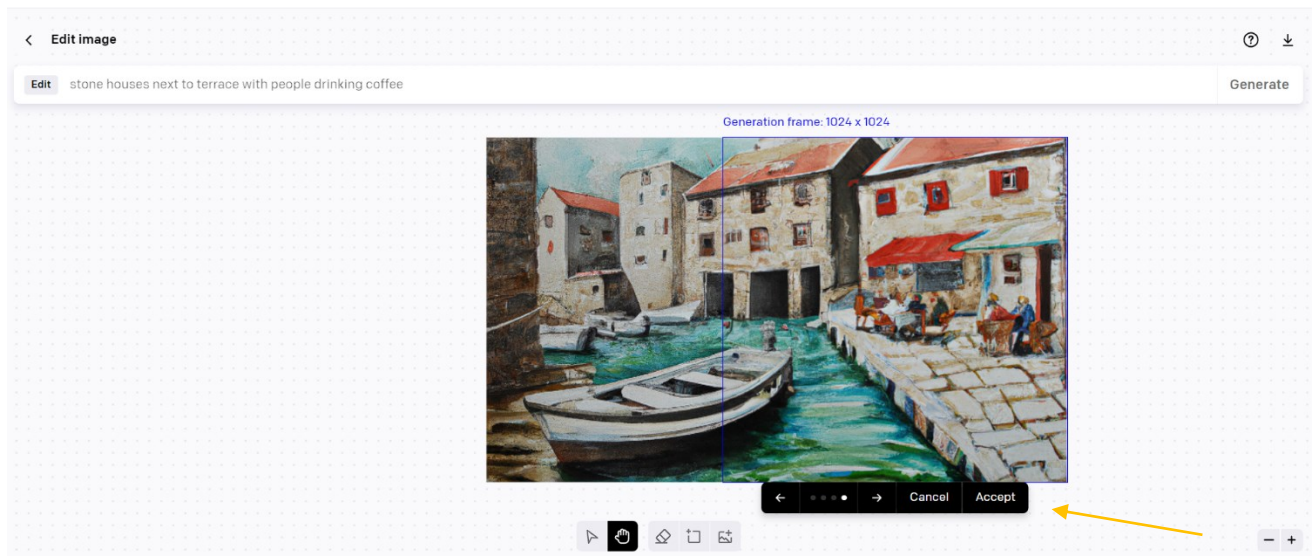 Edit image
Edit stone houses next to terrace with people drinking coffee Generate
Generation frame: 1024 x 1024
Cancel Accept